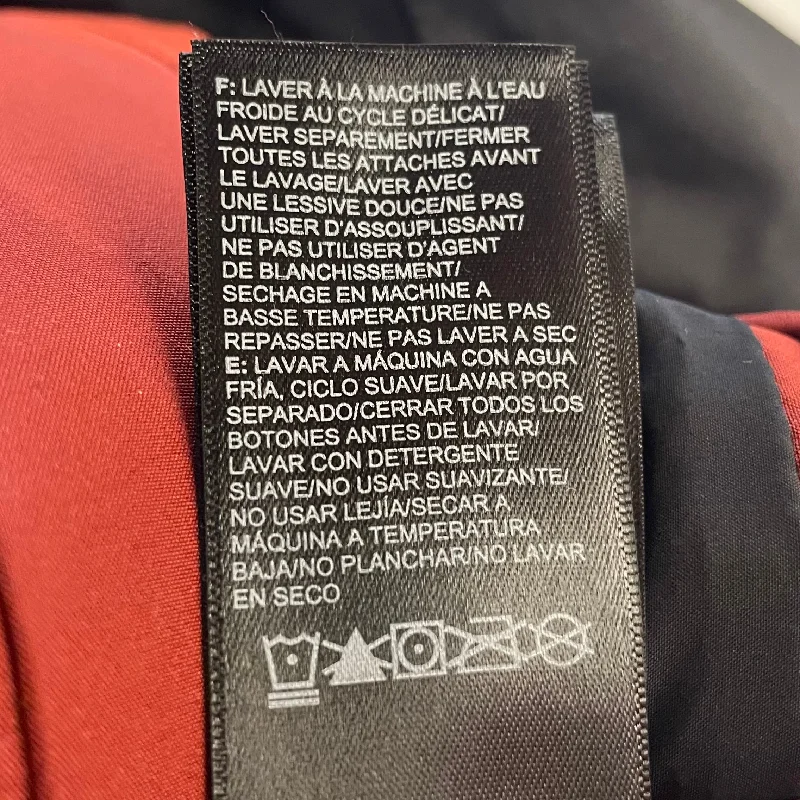 F: LAVER À LA MACHINE À L'EAU
FROIDE AU CYCLE DÉLICAT/
LAVER SEPAREMENT/FERMER
TOUTES LES ATTACHES AVANT
LE LAVAGE/LAVER AVEC
UNE LESSIVE DOUCE/NE PAS
UTILISER D'ASSOUPLISSANT/
NE PAS UTILISER D'AGENT
DE BLANCHISSEMENT/
SECHAGE EN MACHINE A
BASSE TEMPERATURE/NE PAS
REPASSER/NE PAS LAVER A SEC
E: LAVAR A MÁQUINA CON AGUA
FRÍA, CICLO SUAVE/LAVAR POR
SEPARADO/CERRAR TODOS LOS
BOTONES ANTES DE LAVAR/
LAVAR CON DETERGENTE
SUAVE/NO USAR SUAVIZANTE/
NO USAR LEJÍA/SECAR A
MÁQUINA A TEMPERATURA
BAJA/NO PLANCHAR/NO LAVAR
EN SECO